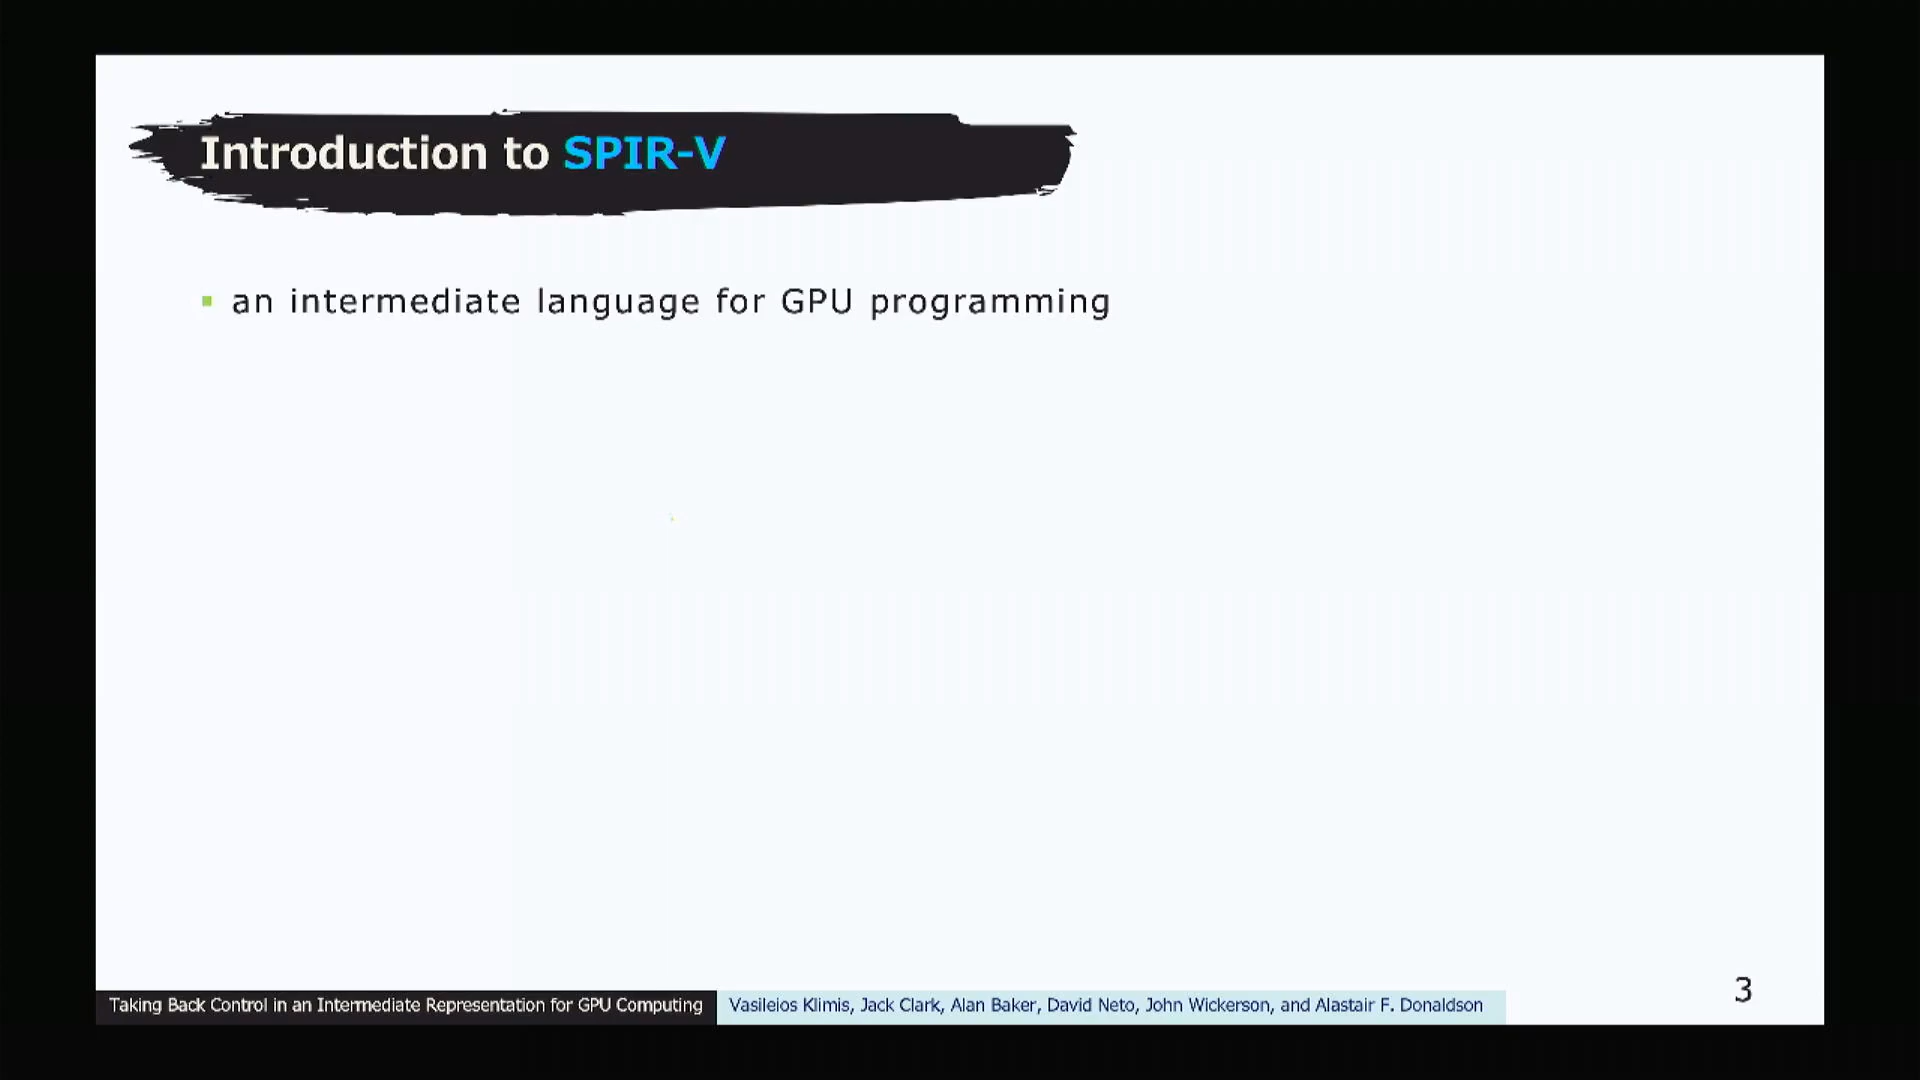 Introduction to SPIR-V
an intermediate language for GPU programming
3
Taking Back Control in an Intermediate Representation for GPU Computing
Vasileios Klimis, Jack Clark, Alan Baker, David Neto, John Wickerson, and Alastair F. Donaldson